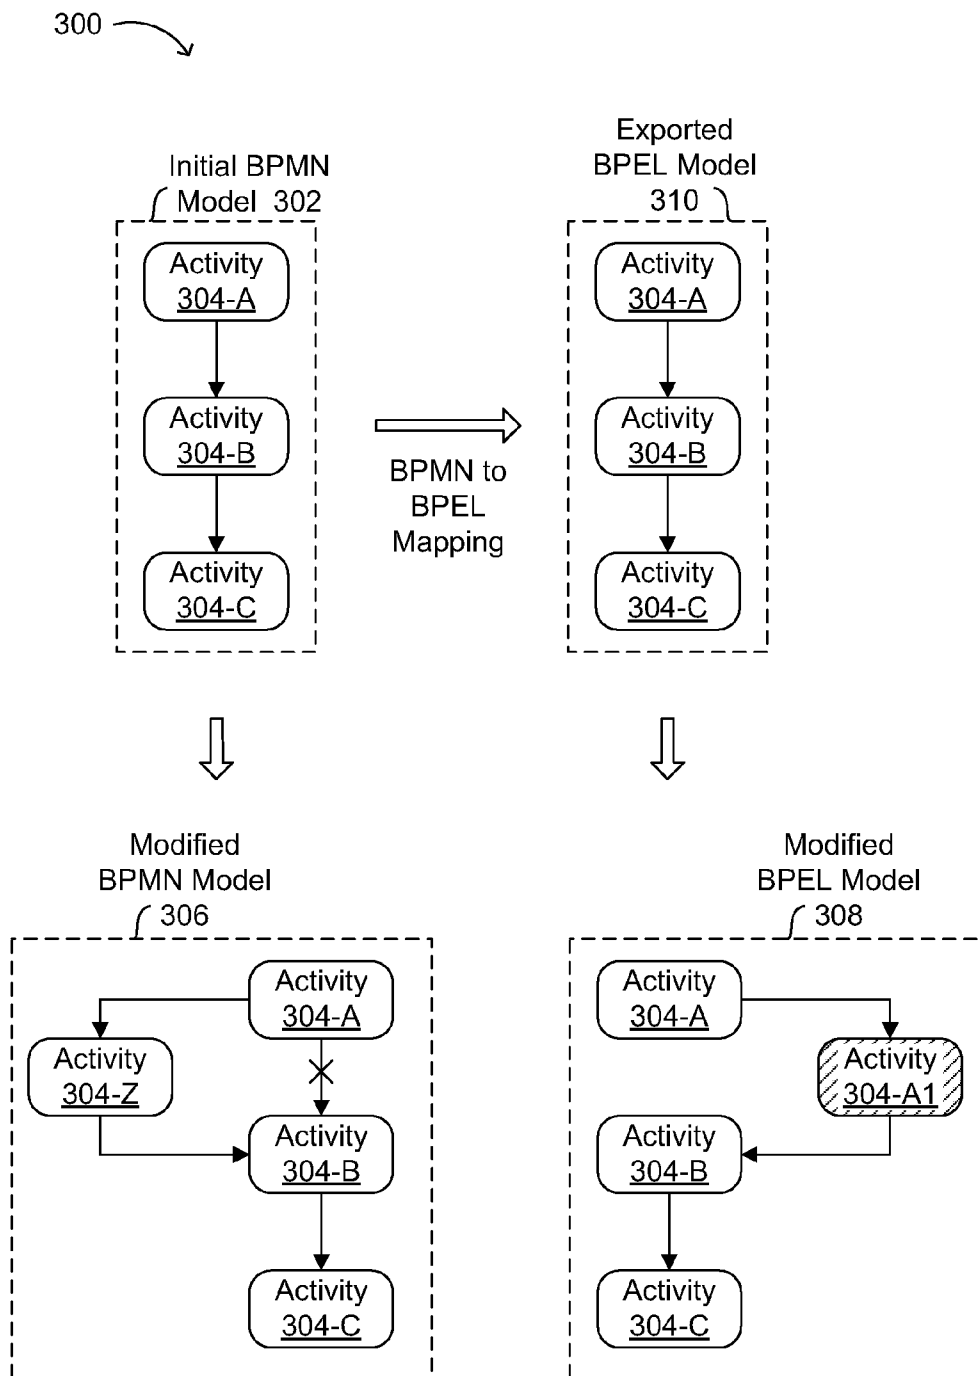 300
Initial BPMN
Model 302
Activity
304-A
Activity
304-B
Activity
304-C
BPMN to
BPEL
Mapping
Exported
BPEL Model
310
Activity
304-A
Activity
304-B
Activity
304-C
Modified
BPMN Model
306
Activity
304-A
Activity
304-Z
Activity
304-B
Activity
304-C
Modified
BPEL Model
308
Activity
304-A
Activity
304-A1
Activity
304-B
Activity
304-C